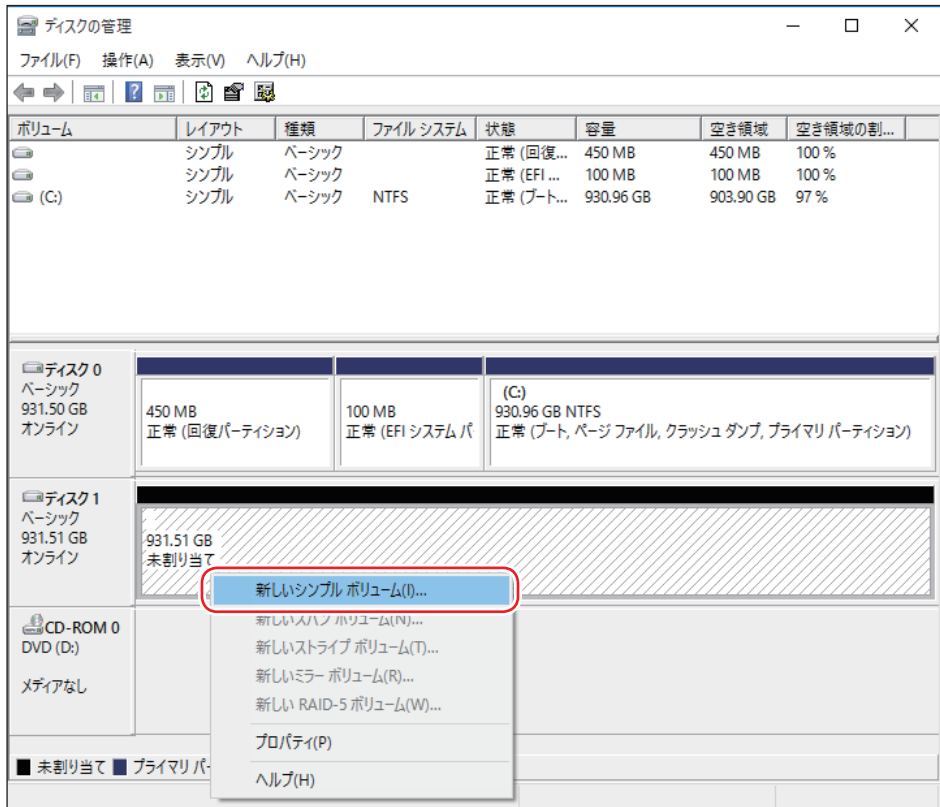 ディスクの管理
ファイル(F) 操作(A) 表示(V) ヘルプ(H)
ボリューム レイアウト 種類 ファイル システム 状態 容量 空き領域 空き領域の割...
シンプル ベーシック 正常 (回復... 450 MB 450 MB 100 %
シンプル ベーシック 正常 (EFI ... 100 MB 100 MB 100 %
(C:) シンプル ベーシック NTFS 正常 (ブート... 930.96 GB 903.90 GB 97 %
ディスク 0
ベーシック
931.50 GB
オンライン
450 MB
正常 (回復パーティション)
100 MB
正常 (EFI システム パ
(C:)
930.96 GB NTFS
正常 (ブート, ページ ファイル, クラッシュ ダンプ, プライマリ パーティション)
ディスク 1
ベーシック
931.51 GB
オンライン
931.51 GB
未割り当て
新しいシンプル ボリューム(I)...
新しいスパン ボリューム(N)...
新しいストライプ ボリューム(T)...
新しいミラー ボリューム(R)...
新しい RAID-5 ボリューム(W)...
プロパティ(P)
ヘルプ(H)
CD-ROM 0
DVD (D:)
メディアなし
未割り当て プライマリ パー